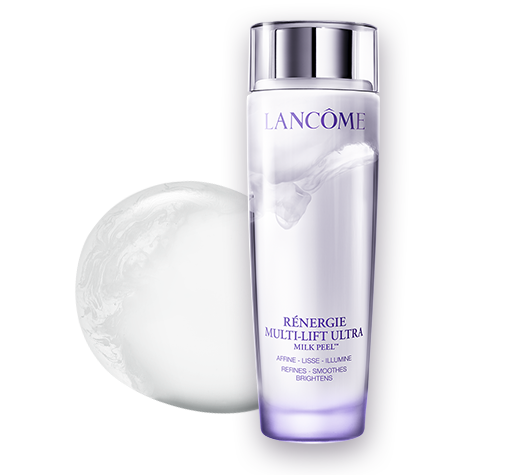 LANCÔME
RÉNERGIE
MULTI-LIFT ULTRA
MILK PEEL™
AFFINE - LISSE - ILLUMINE
REFINES - SMOOTHES
BRIGHTENS